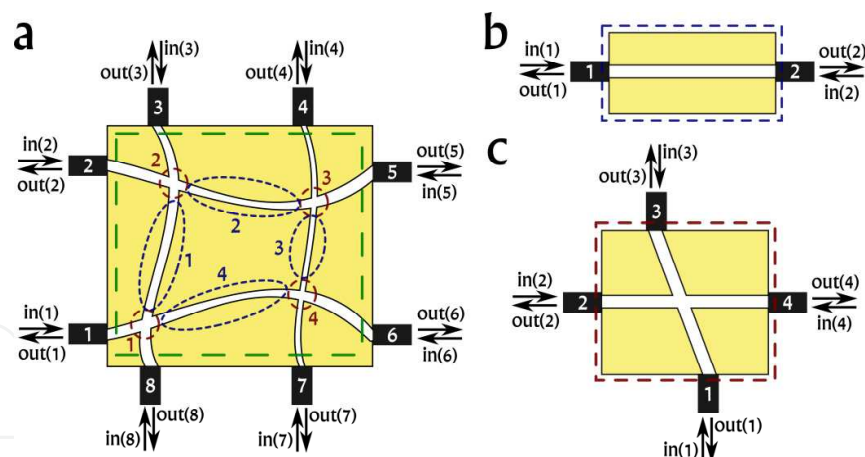 a
in(3)
out(3)
in(4)
out(4)
3
4
in(2)
out(2)
2
2
3
out(5)
in(5)
5
2
1
3
4
in(1)
out(1)
1
1
4
out(6)
in(6)
6
8
7
in(8)
out(8)
in(7)
out(7)
b
in(1)
out(1)
1
2
out(2)
in(2)
c
in(3)
out(3)
3
in(2)
out(2)
2
4
out(4)
in(4)
1
in(1)
out(1)